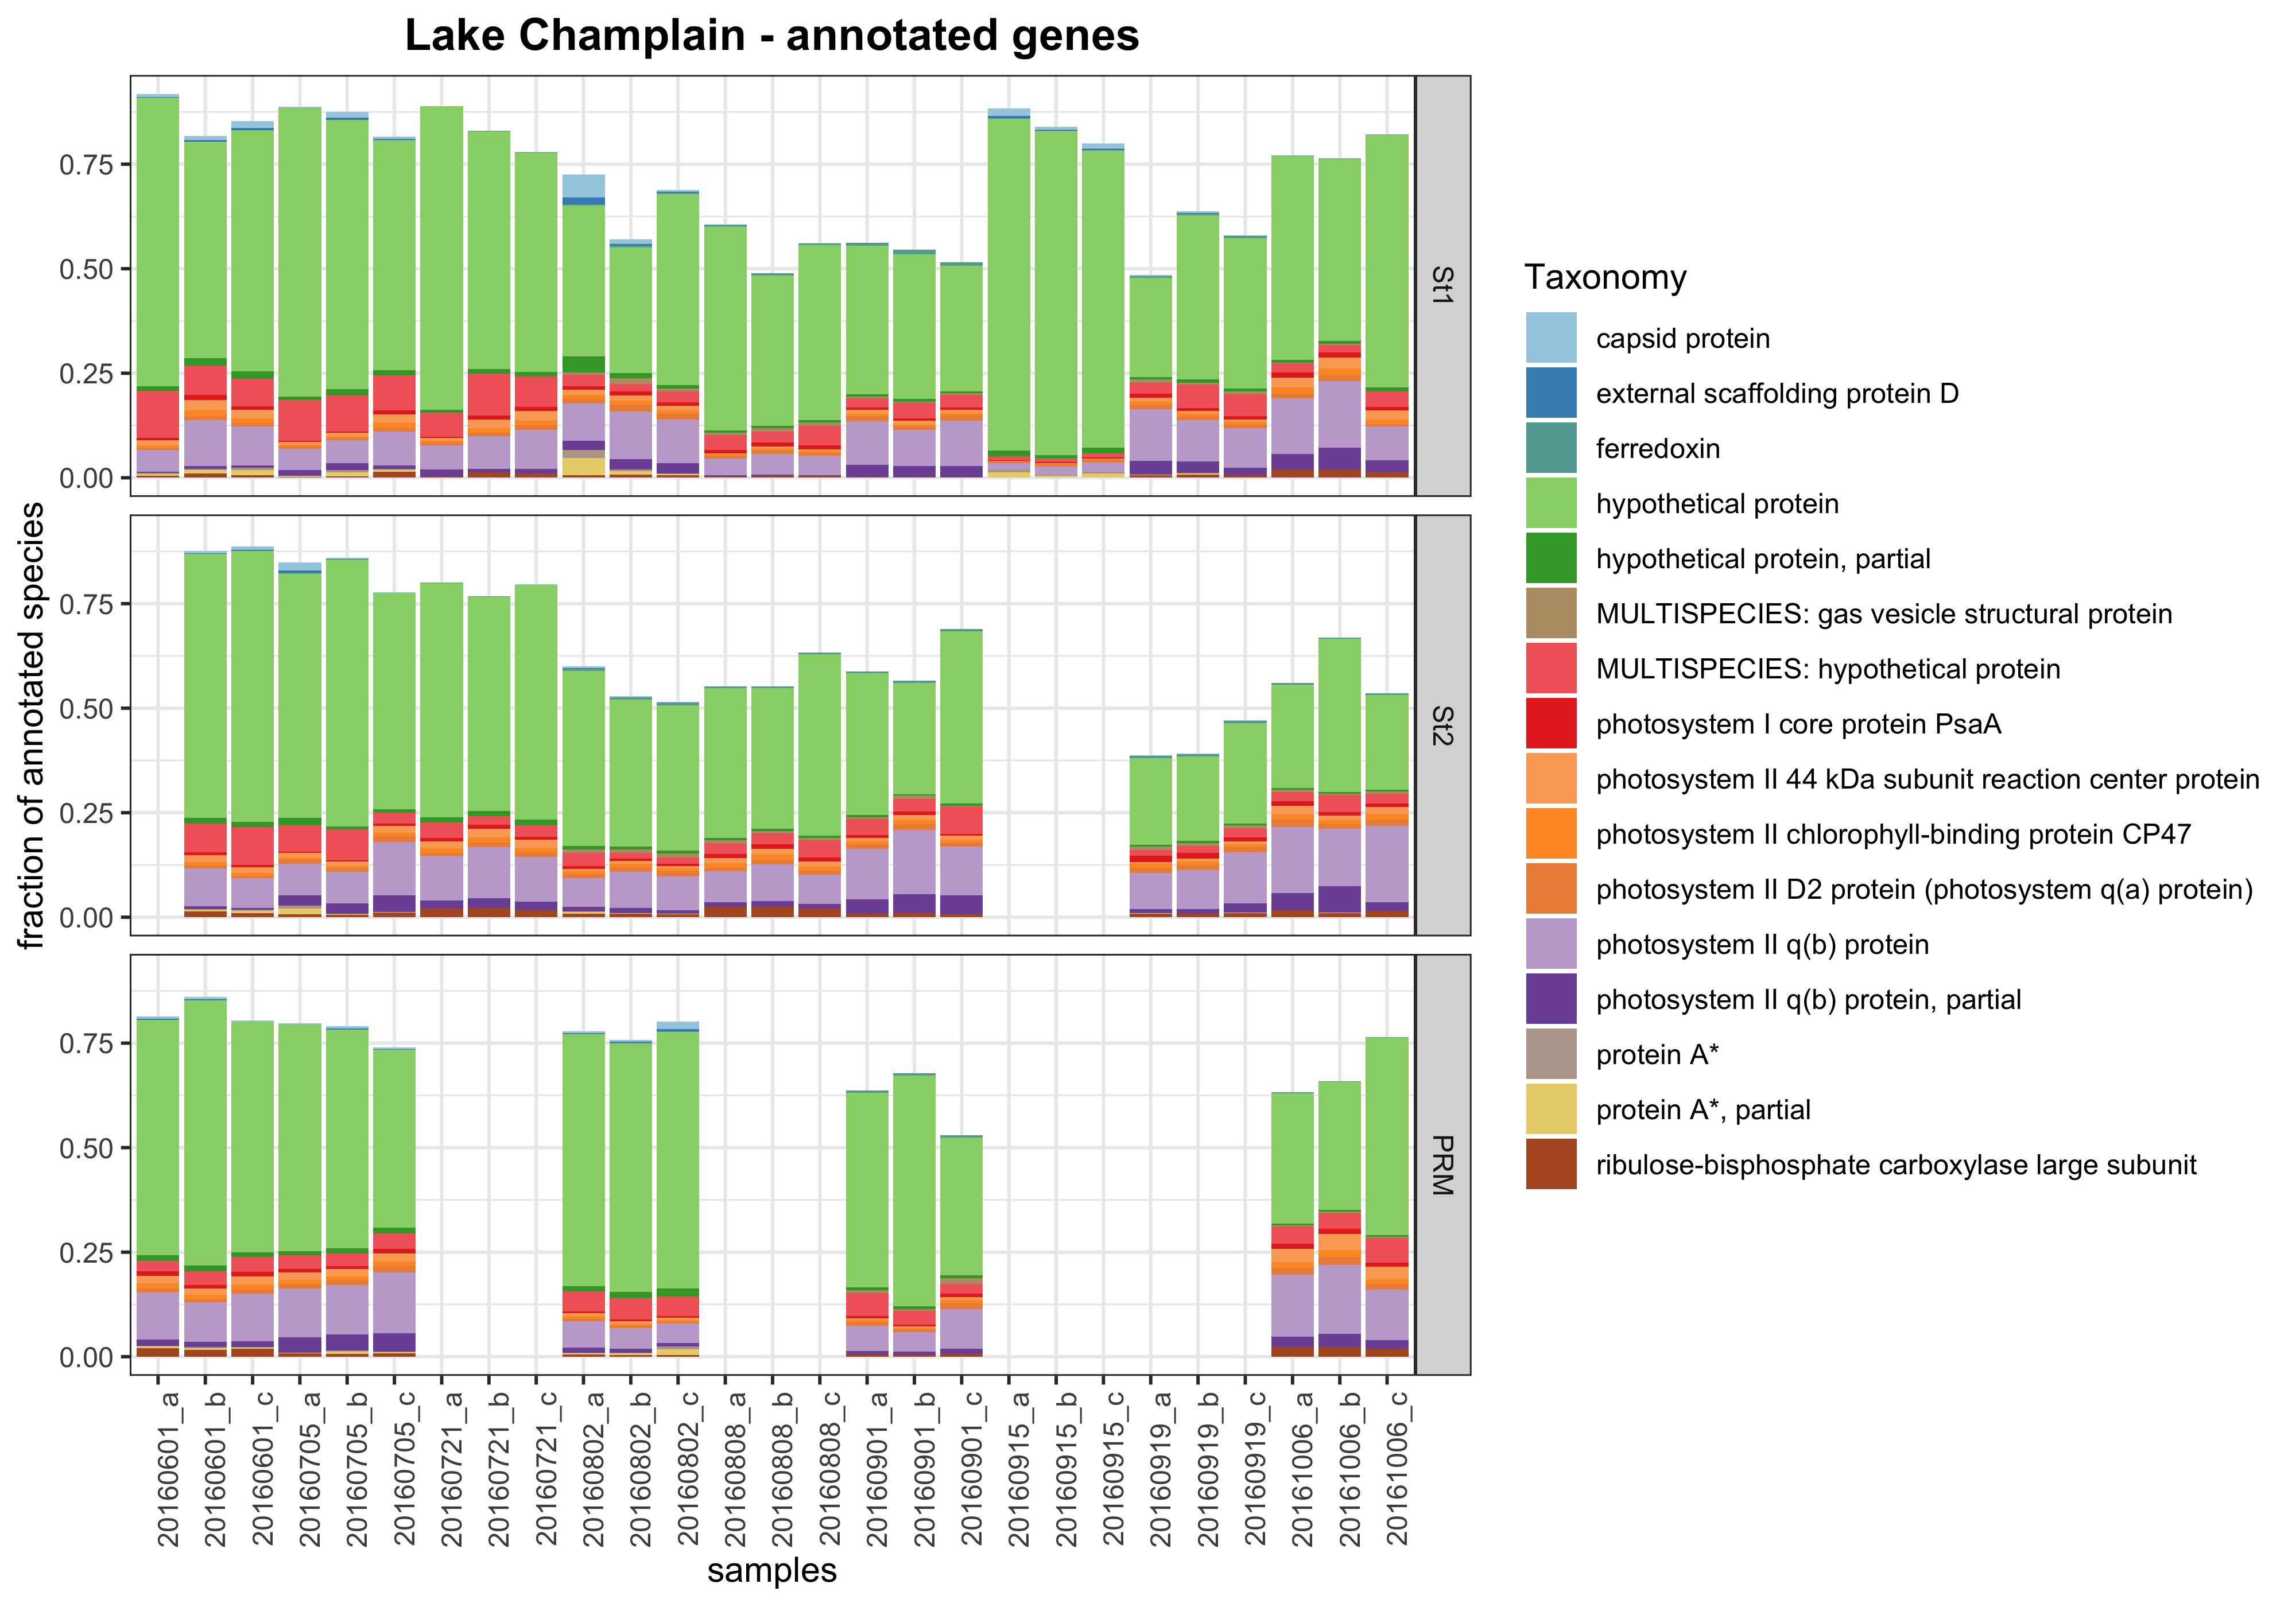 Lake Champlain - annotated genes
fraction of annotated species
0.75
0.50
0.25
0.00
St1
0.75
0.50
0.25
0.00
St2
0.75
0.50
0.25
0.00
PRM
20160601_a
20160601_b
20160601_c
20160705_a
20160705_b
20160705_c
20160721_a
20160721_b
20160721_c
20160802_a
20160802_b
20160802_c
20160808_a
20160808_b
20160808_c
20160901_a
20160901_b
20160901_c
20160915_a
20160915_b
20160915_c
20160919_a
20160919_b
20160919_c
20161006_a
20161006_b
20161006_c
samples
Taxonomy
capsid protein
external scaffolding protein D
ferredoxin
hypothetical protein
hypothetical protein, partial
MULTISPECIES: gas vesicle structural protein
MULTISPECIES: hypothetical protein
photosystem I core protein PsaA
photosystem II 44 kDa subunit reaction center protein
photosystem II chlorophyll-binding protein CP47
photosystem II D2 protein (photosystem q(a) protein)
photosystem II q(b) protein
photosystem II q(b) protein, partial
protein A*
protein A*, partial
ribulose-bisphosphate carboxylase large subunit